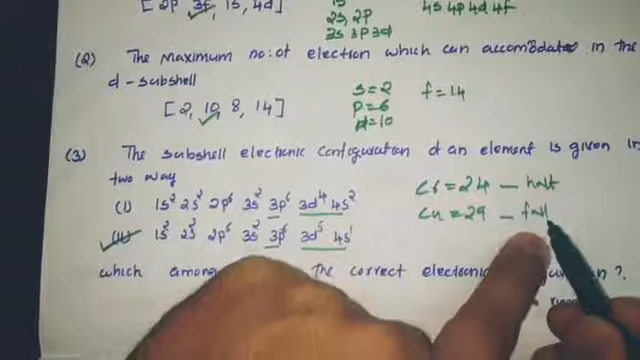 [ 2p, 3f, 1s, 4d ]
2s, 2p
3s 3p 3d
4s 4p 4d 4f
(2) The maximum no: of election which can accomodates in the
d - subshell
[ 2, 10, 8, 14 ]
s = 2
p = 6
d = 10
f = 14
(3) The subshell electronic configuration of an element is given in
two way
(i) 1s² 2s² 2p⁶ 3s² 3p⁶ 3d⁴ 4s²
(ii) 1s² 2s² 2p⁶ 3s² 3p⁶ 3d⁵ 4s¹
Cr = 24 — half
Cu = 29 — full
which among The correct electronic ?